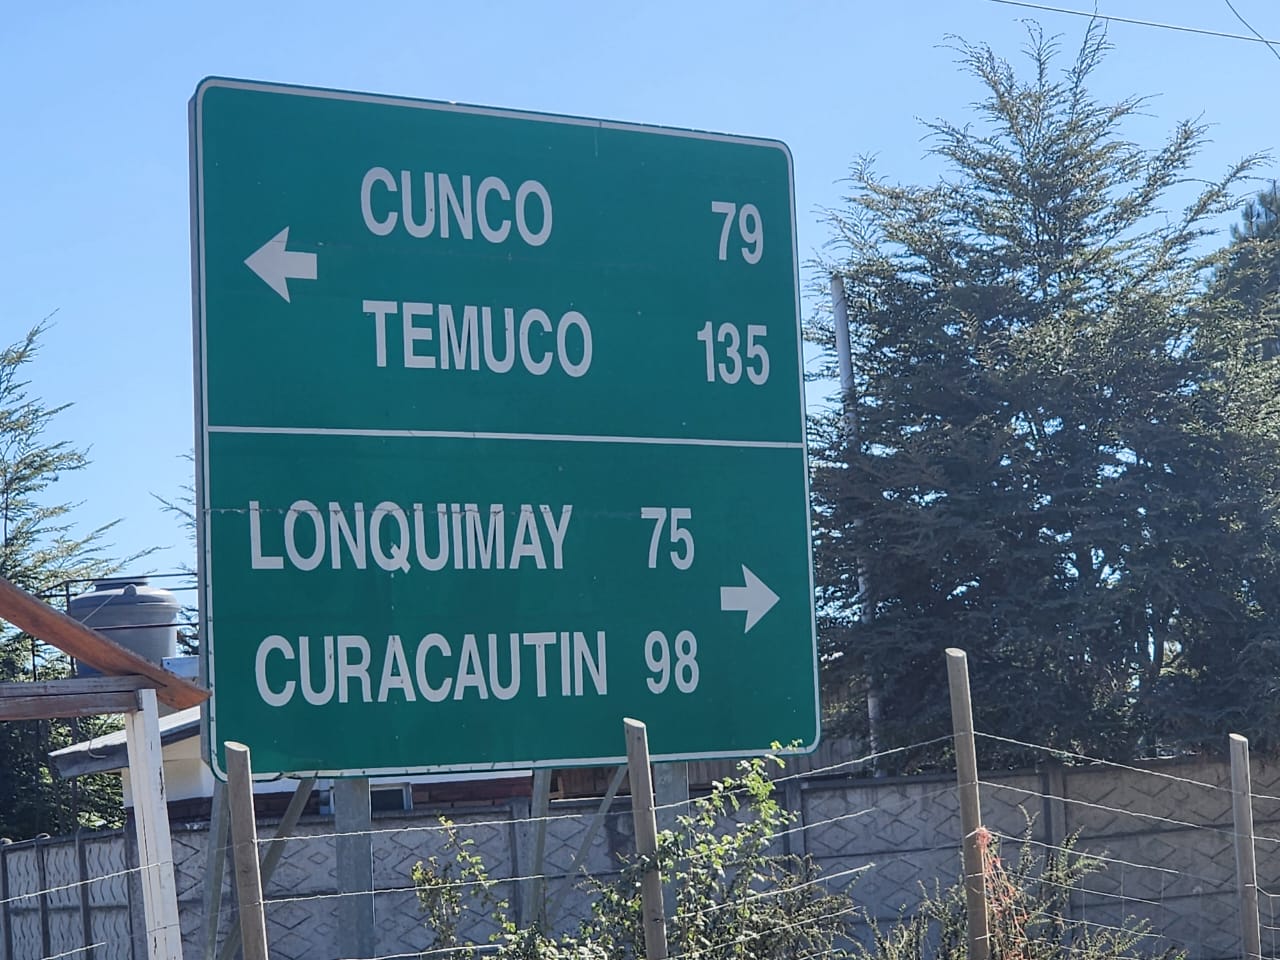 CUNCO 79
TEMUCO 135
LONQUIMAY 75
CURACAUTIN 98